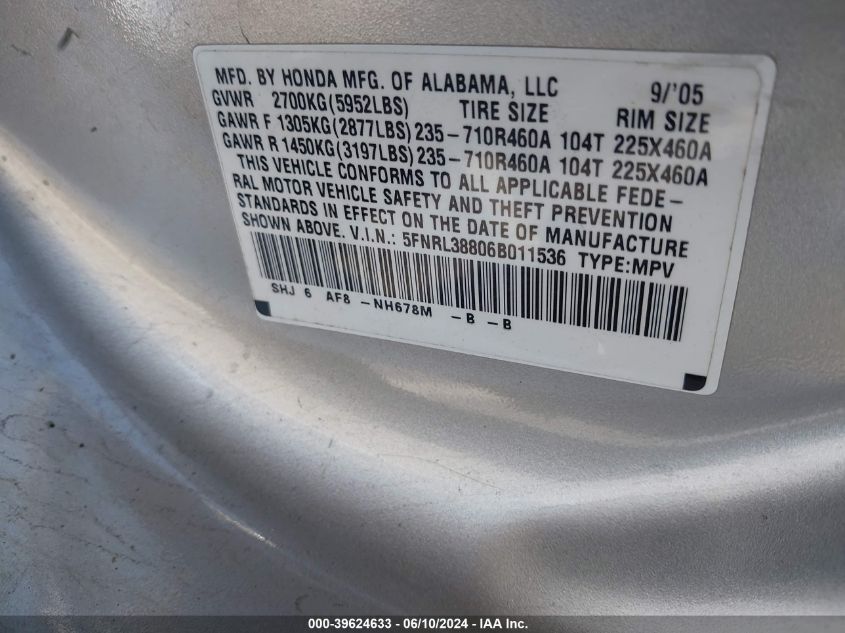 MFD. BY HONDA MFG. OF ALABAMA, LLC 9/'05
GVWR 2700KG(5952LBS) TIRE SIZE RIM SIZE
GAWR F 1305KG(2877LBS) 235-710R460A 104T 225X460A
GAWR R 1450KG(3197LBS) 235-710R460A 104T 225X460A
THIS VEHICLE CONFORMS TO ALL APPLICABLE FEDE-
RAL MOTOR VEHICLE SAFETY AND THEFT PREVENTION
STANDARDS IN EFFECT ON THE DATE OF MANUFACTURE
SHOWN ABOVE. V.I.N.: 5FNRL38806B011536 TYPE:MPV
SHJ 6 AF8 -NH678M -B -B
000-39624633 - 06/10/2024 - IAA Inc.